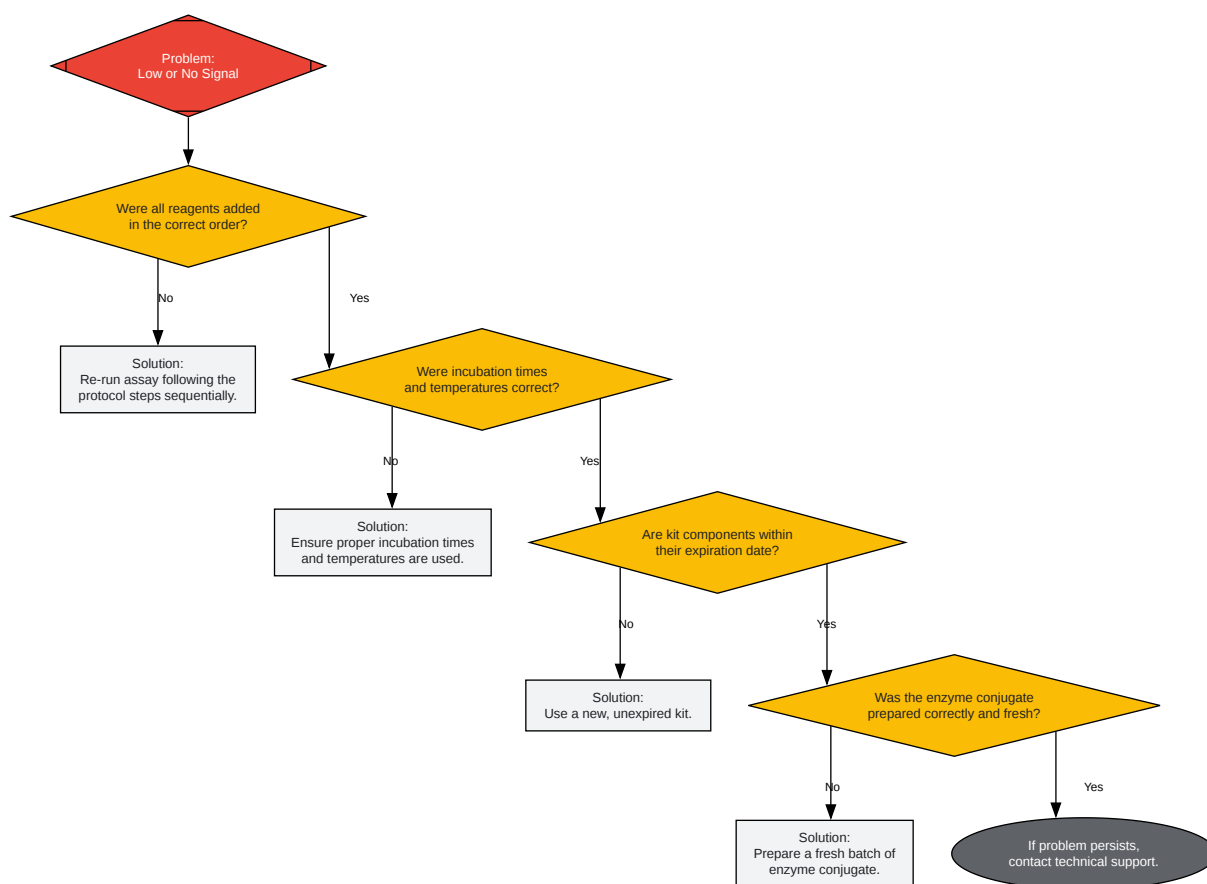 Problem:
Low or No Signal
Were all reagents added
in the correct order?
No
Yes
Solution:
Re-run assay following the
protocol steps sequentially.
Were incubation times
and temperatures correct?
No
Yes
Solution:
Ensure proper incubation times
and temperatures are used.
Are kit components within
their expiration date?
No
Yes
Solution:
Use a new, unexpired kit.
Was the enzyme conjugate
prepared correctly and fresh?
No
Yes
Solution:
Prepare a fresh batch of
enzyme conjugate.
If problem persists,
contact technical support.